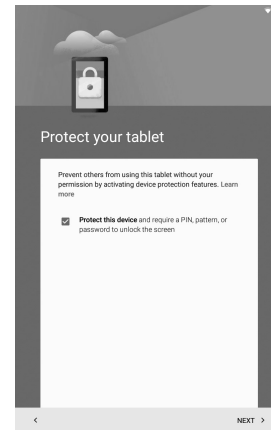 Protect your tablet
Prevent others from using this tablet without your
permission by activating device protection features. Learn
more
Protect this device and require a PIN, pattern, or
password to unlock the screen
NEXT